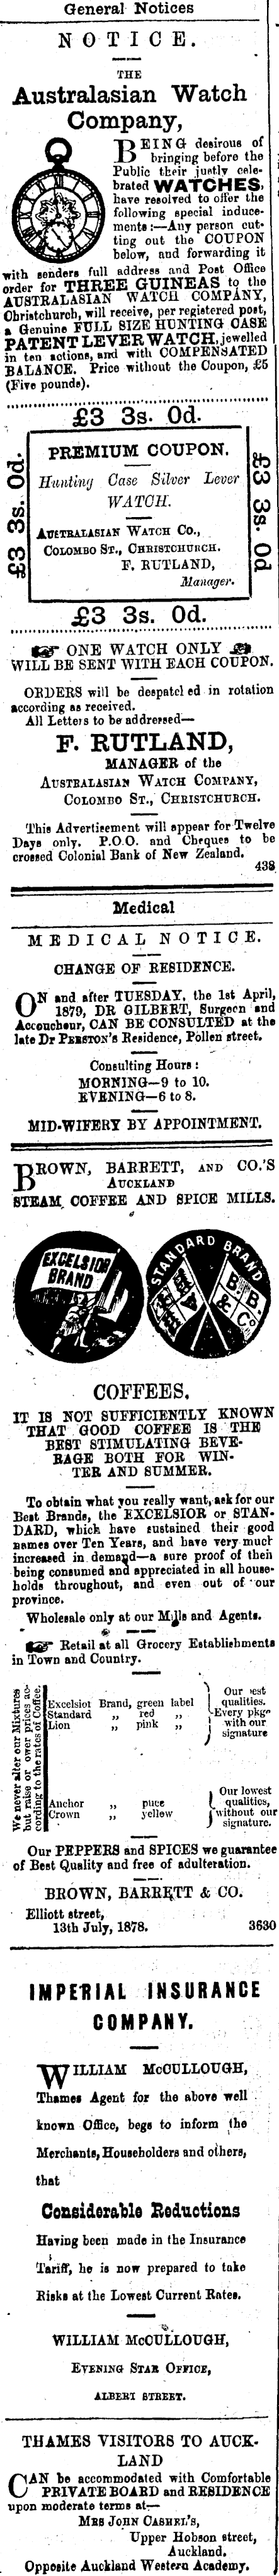 General Notices
NOTICE.
THE
Australasian Watch
Company,
BEING desirous of
bringing before the
Public their justly cele-
brated WATCHES,
have resolved to offer the
following special induce-
ments:—Any person cut-
ting out the COUPON
below, and forwarding it
with senders full address and Post Office
order for THREE GUINEAS to the
AUSTRALASIAN WATCH COMPANY,
Christchurch, will receive, per registered post,
a Genuine FULL SIZE HUNTING CASE
PATENT LEVER WATCH, jewelled
in ten actions, and with COMPENSATED
BALANCE. Price without the Coupon, £5
(Five pounds).
£3 3s. 0d.
£3 3s. 0d.
PREMIUM COUPON.
Hunting Case Silver Lever
WATCH.
AUSTRALASIAN WATCH CO.,
COLOMBO ST., CHRISTCHURCH.
F. RUTLAND,
Manager.
£3 3s. 0d
£3 3s. 0d.
ONE WATCH ONLY
WILL BE SENT WITH EACH COUPON.
ORDERS will be despatched in rotation
according as received.
All Letters to be addressed—
F. RUTLAND,
MANAGER of the
AUSTRALASIAN WATCH COMPANY,
COLOMBO ST., CHRISTCHURCH.
This Advertisement will appear for Twelve
Days only. P.O.O. and Cheques to be
crossed Colonial Bank of New Zealand.
438
Medical
MEDICAL NOTICE.
CHANGE OF RESIDENCE.
ON and after TUESDAY, the 1st April,
1879, DR GILBERT, Surgeon and
Accoucheur, CAN BE CONSULTED at the
late Dr PERSTON'S Residence, Pollen street.
Consulting Hours:
MORNING—9 to 10.
EVENING—6 to 8.
MID-WIFERY BY APPOINTMENT.
BROWN, BARRETT, AND CO.'S
AUCKLAND
STEAM COFFEE AND SPICE MILLS.
EXCELSIOR
BRAND
STANDARD BRAND
B.B.
& Co
COFFEES.
IT IS NOT SUFFICIENTLY KNOWN
THAT GOOD COFFEE IS THE
BEST STIMULATING BEVE-
RAGE BOTH FOR WIN-
TER AND SUMMER.
To obtain what you really want, ask for our
Best Brands, the EXCELSIOR or STAN-
DARD, which have sustained their good
names over Ten Years, and have very much
increased in demand—a sure proof of their
being consumed and appreciated in all house-
holds throughout, and even out of our
province.
Wholesale only at our Mills and Agents.
Retail at all Grocery Establishments
in Town and Country.
We never alter our Mixtures
but raise or lower prices ac-
cording to the rates of Coffee.
Excelsior Brand, green label
Standard „ red „
Lion „ pink „
Our best
qualities.
Every pkge
with our
signature
Anchor „ puce
Crown „ yellow
Our lowest
qualities,
without our
signature.
Our PEPPERS and SPICES we guarantee
of Best Quality and free of adulteration.
BROWN, BARRETT & CO.
Elliott street,
13th July, 1878. 3630
IMPERIAL INSURANCE
COMPANY.
WILLIAM McCULLOUGH,
Thames Agent for the above well
known Office, begs to inform the
Merchants, Householders and others,
that
Considerable Reductions
Having been made in the Insurance
Tariff, he is now prepared to take
Risks at the Lowest Current Rates.
WILLIAM McCULLOUGH,
EVENING STAR OFFICE,
ALBERT STREET.
THAMES VISITORS TO AUCK-
LAND
CAN be accommodated with Comfortable
PRIVATE BOARD and RESIDENCE
upon moderate terms at—
MRS JOHN CASHEL'S,
Upper Hobson street,
Auckland.
Opposite Auckland Western Academy.